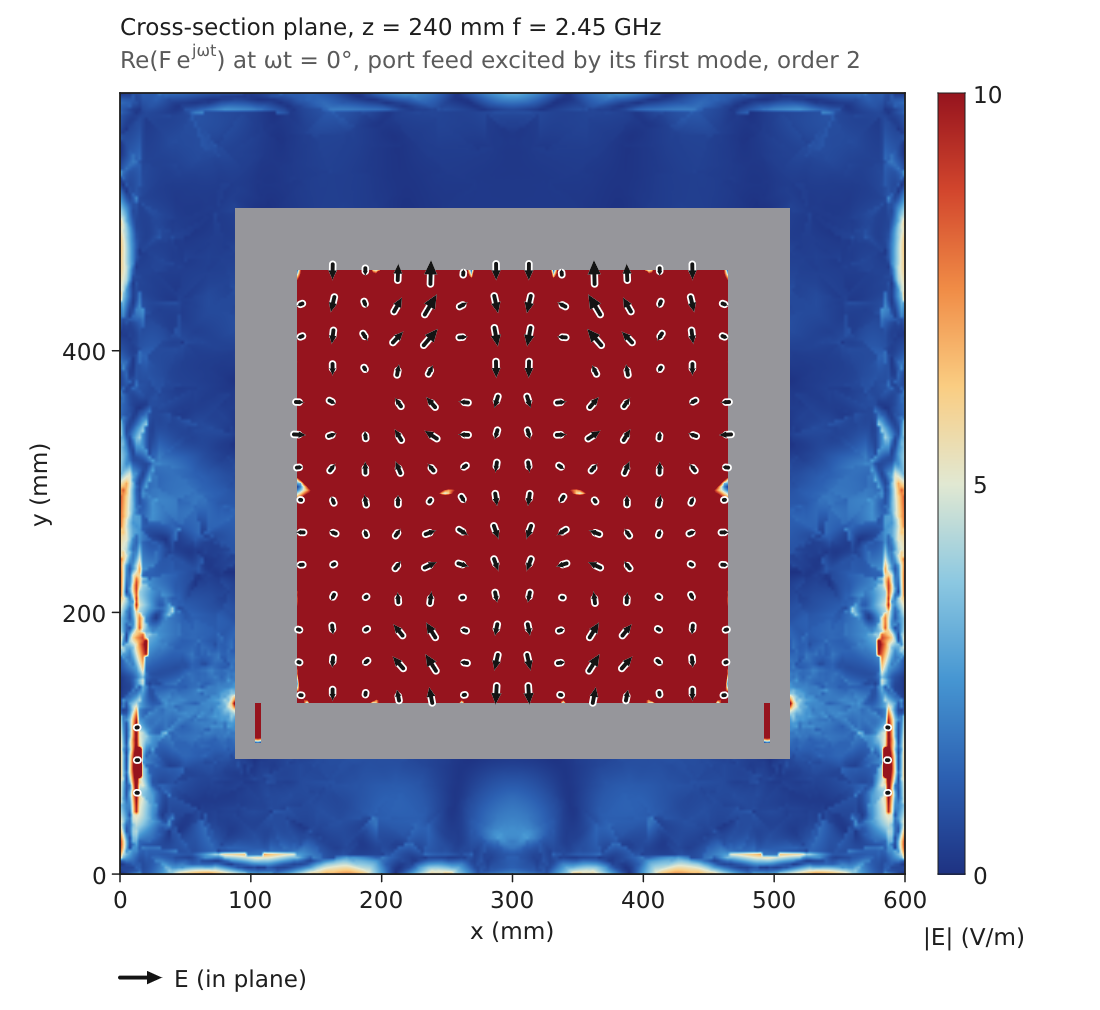 Cross-section plane, z = 240 mm f = 2.45 GHz
Re(F e^jωt) at ωt = 0°, port feed excited by its first mode, order 2
10
5
0
|E| (V/m)
400
200
0
y (mm)
0 100 200 300 400 500 600
x (mm)
E (in plane)